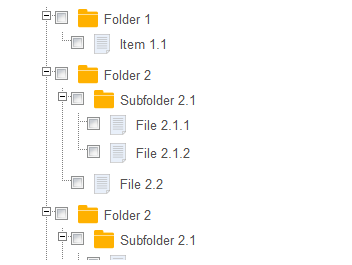 Folder 1
Item 1.1
Folder 2
Subfolder 2.1
File 2.1.1
File 2.1.2
File 2.2
Folder 2
Subfolder 2.1